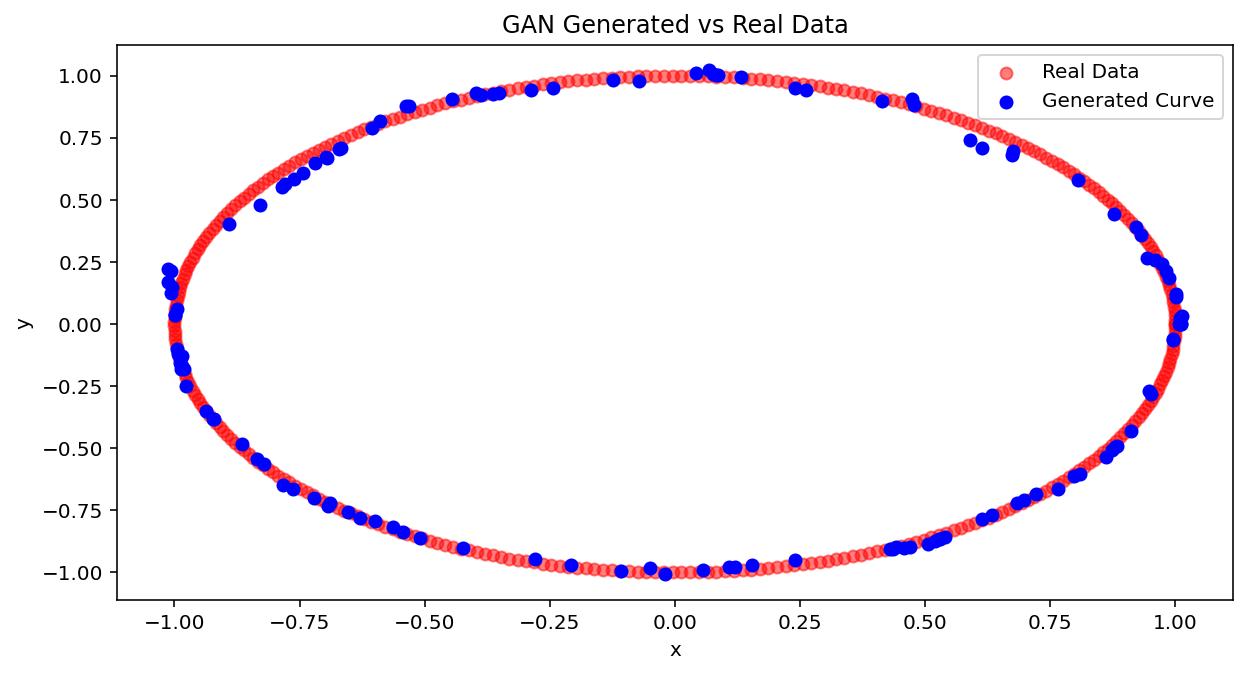 GAN Generated vs Real Data
Real Data
Generated Curve
1.00
0.75
0.50
0.25
0.00
−0.25
−0.50
−0.75
−1.00
y
−1.00 −0.75 −0.50 −0.25 0.00 0.25 0.50 0.75 1.00
x